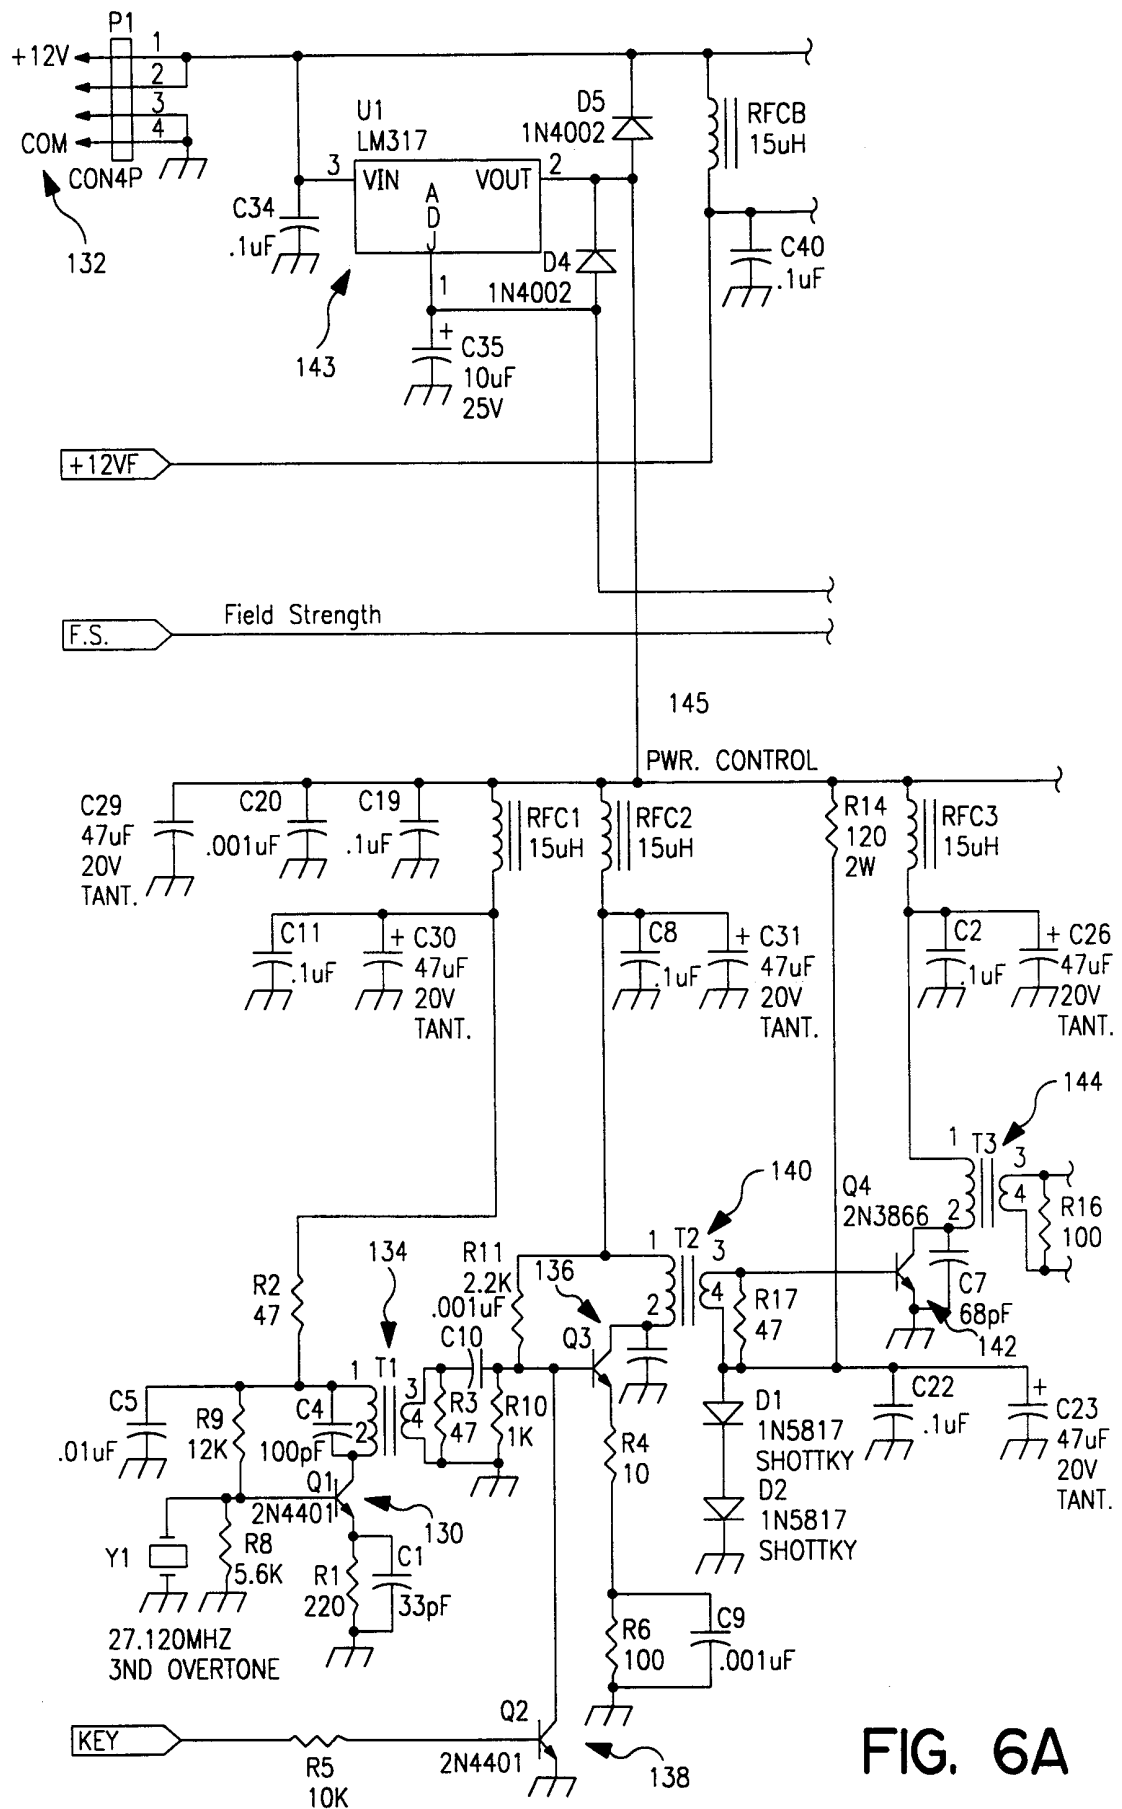 P1
+12V
1
2
3
4
COM
CON4P
132
U1
LM317
3
VIN
VOUT
2
A
D
J
1
C34
.1uF
143
D5
1N4002
D4
1N4002
C35
+
10uF
25V
RFCB
15uH
C40
.1uF
+12VF
F.S.
Field Strength
145
PWR. CONTROL
C29
47uF
20V
TANT.
C20
.001uF
C19
.1uF
RFC1
15uH
RFC2
15uH
R14
120
2W
RFC3
15uH
C11
.1uF
+ C30
47uF
20V
TANT.
C8
.1uF
+ C31
47uF
20V
TANT.
C2
.1uF
+ C26
47uF
20V
TANT.
144
1
T3
3
2
4
R16
100
Q4
2N3866
C7
68pF
142
140
1
T2
3
2
4
R17
47
R2
47
134
R11
2.2K
.001uF
C10
136
Q3
C5
.01uF
R9
12K
C4
100pF
1
T1
3
2
4
R3
47
R10
1K
R4
10
D1
1N5817
SHOTTKY
D2
1N5817
SHOTTKY
C22
.1uF
+
C23
47uF
20V
TANT.
Q1
2N4401
130
Y1
R8
5.6K
R1
220
C1
33pF
27.120MHZ
3ND OVERTONE
R6
100
C9
.001uF
KEY
R5
10K
Q2
2N4401
138
FIG. 6A